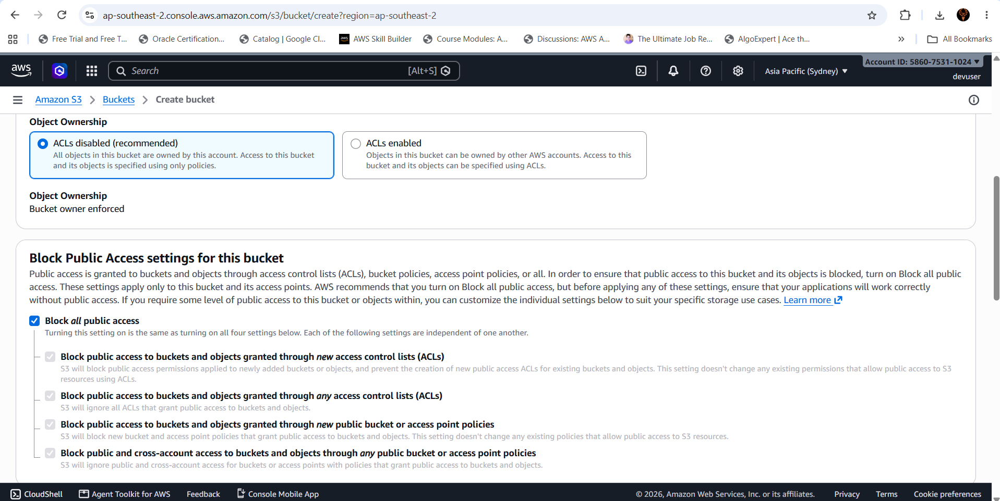 ap-southeast-2.console.aws.amazon.com/s3/bucket/create?region=ap-southeast-2
Free Trial and Free T...
Oracle Certification...
Catalog | Google Cl...
aws
AWS Skill Builder
Course Modules: A...
Discussions: AWS A...
The Ultimate Job Re...
AlgoExpert | Ace th...
»
All Bookmarks
aws
Search
[Alt+S]
Asia Pacific (Sydney)
Account ID: 5860-7531-1024
devuser
Amazon S3 > Buckets > Create bucket
Object Ownership
ACLs disabled (recommended)
All objects in this bucket are owned by this account. Access to this bucket
and its objects is specified using only policies.
ACLs enabled
Objects in this bucket can be owned by other AWS accounts. Access to this
bucket and its objects can be specified using ACLs.
Object Ownership
Bucket owner enforced
Block Public Access settings for this bucket
Public access is granted to buckets and objects through access control lists (ACLs), bucket policies, access point policies, or all. In order to ensure that public access to this bucket and its objects is blocked, turn on Block all public
access. These settings apply only to this bucket and its access points. AWS recommends that you turn on Block all public access, but before applying any of these settings, ensure that your applications will work correctly
without public access. If you require some level of public access to this bucket or objects within, you can customize the individual settings below to suit your specific storage use cases. Learn more
Block all public access
Turning this setting on is the same as turning on all four settings below. Each of the following settings are independent of one another.
Block public access to buckets and objects granted through new access control lists (ACLs)
S3 will block public access permissions applied to newly added buckets or objects, and prevent the creation of new public access ACLs for existing buckets and objects. This setting doesn't change any existing permissions that allow public access to S3
resources using ACLs.
Block public access to buckets and objects granted through any access control lists (ACLs)
S3 will ignore all ACLs that grant public access to buckets and objects.
Block public access to buckets and objects granted through new public bucket or access point policies
S3 will block new bucket and access point policies that grant public access to buckets and objects. This setting doesn't change any existing policies that allow public access to S3 resources.
Block public and cross-account access to buckets and objects through any public bucket or access point policies
S3 will ignore public and cross-account access for buckets or access points with policies that grant public access to buckets and objects.
CloudShell
Agent Toolkit for AWS
Feedback
Console Mobile App
© 2026, Amazon Web Services, Inc. or its affiliates.
Privacy
Terms
Cookie preferences